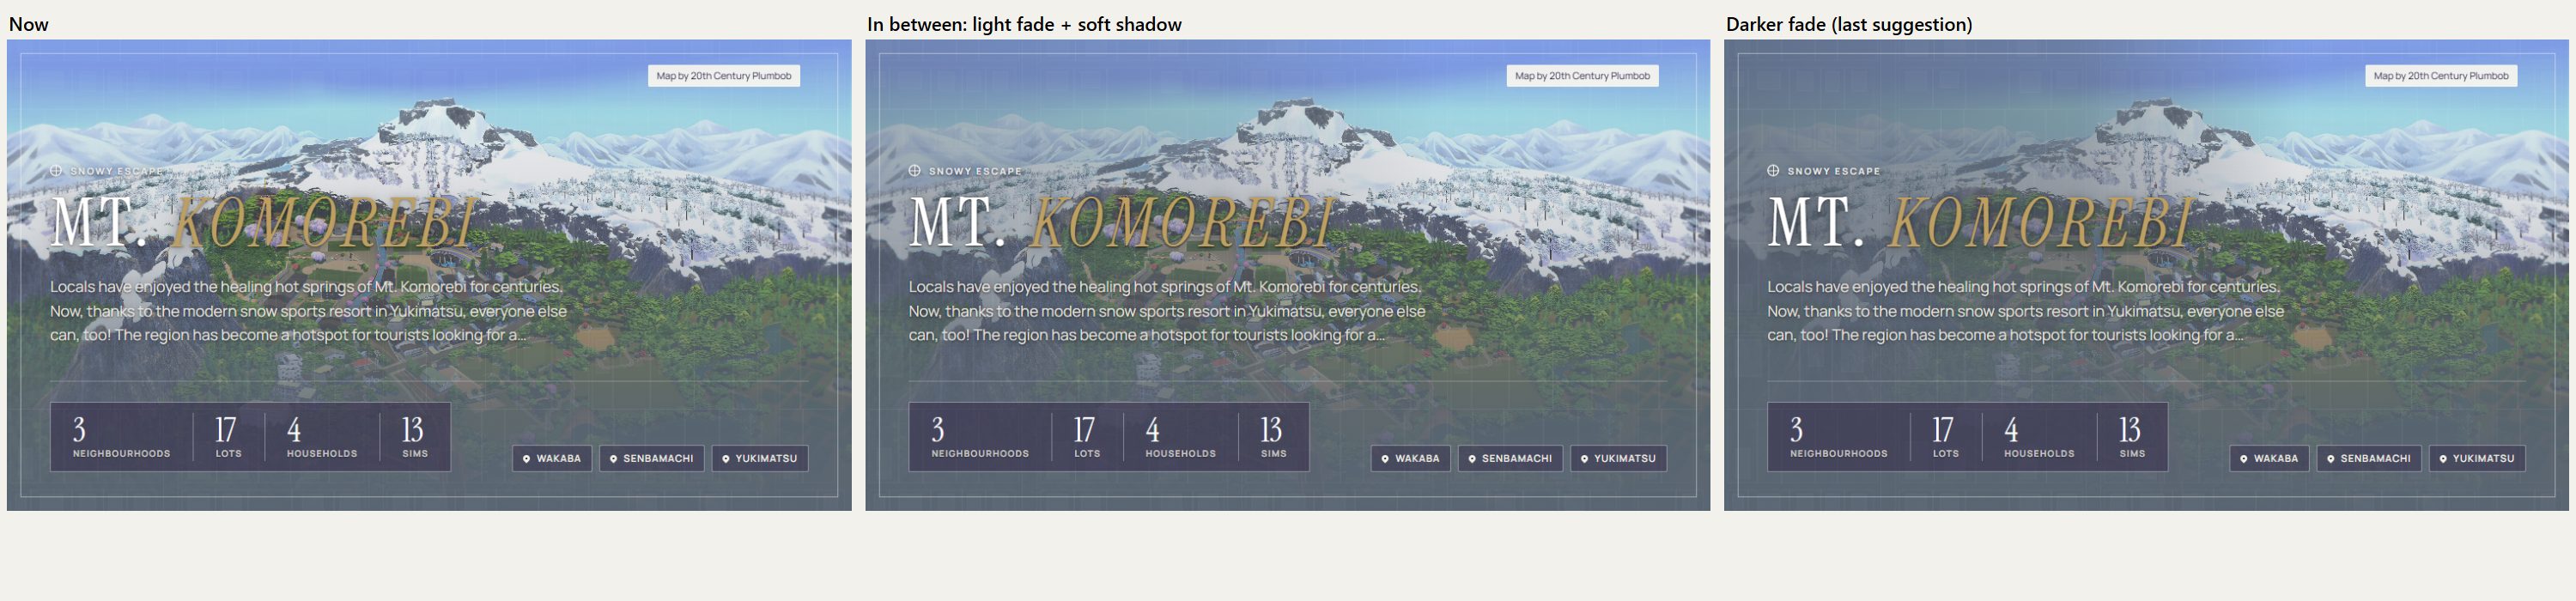 Now
Map by 20th Century Plumbob
SNOWY ESCAPE
MT. KOMOREBI
Locals have enjoyed the healing hot springs of Mt. Komorebi for centuries.
Now, thanks to the modern snow sports resort in Yukimatsu, everyone else
can, too! The region has become a hotspot for tourists looking for a...
3
NEIGHBOURHOODS
17
LOTS
4
HOUSEHOLDS
13
SIMS
WAKABA
SENBAMACHI
YUKIMATSU
In between: light fade + soft shadow
Map by 20th Century Plumbob
SNOWY ESCAPE
MT. KOMOREBI
Locals have enjoyed the healing hot springs of Mt. Komorebi for centuries.
Now, thanks to the modern snow sports resort in Yukimatsu, everyone else
can, too! The region has become a hotspot for tourists looking for a...
3
NEIGHBOURHOODS
17
LOTS
4
HOUSEHOLDS
13
SIMS
WAKABA
SENBAMACHI
YUKIMATSU
Darker fade (last suggestion)
Map by 20th Century Plumbob
SNOWY ESCAPE
MT. KOMOREBI
Locals have enjoyed the healing hot springs of Mt. Komorebi for centuries.
Now, thanks to the modern snow sports resort in Yukimatsu, everyone else
can, too! The region has become a hotspot for tourists looking for a...
3
NEIGHBOURHOODS
17
LOTS
4
HOUSEHOLDS
13
SIMS
WAKABA
SENBAMACHI
YUKIMATSU